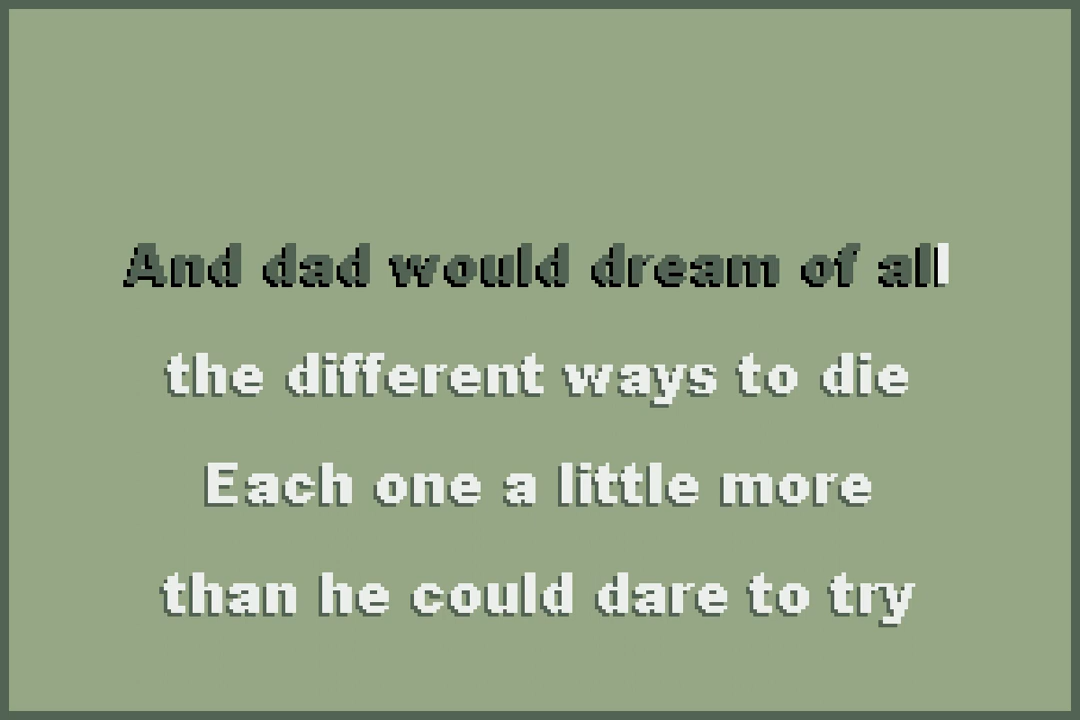 And dad would dream of all
the different ways to die
Each one a little more
than he could dare to try